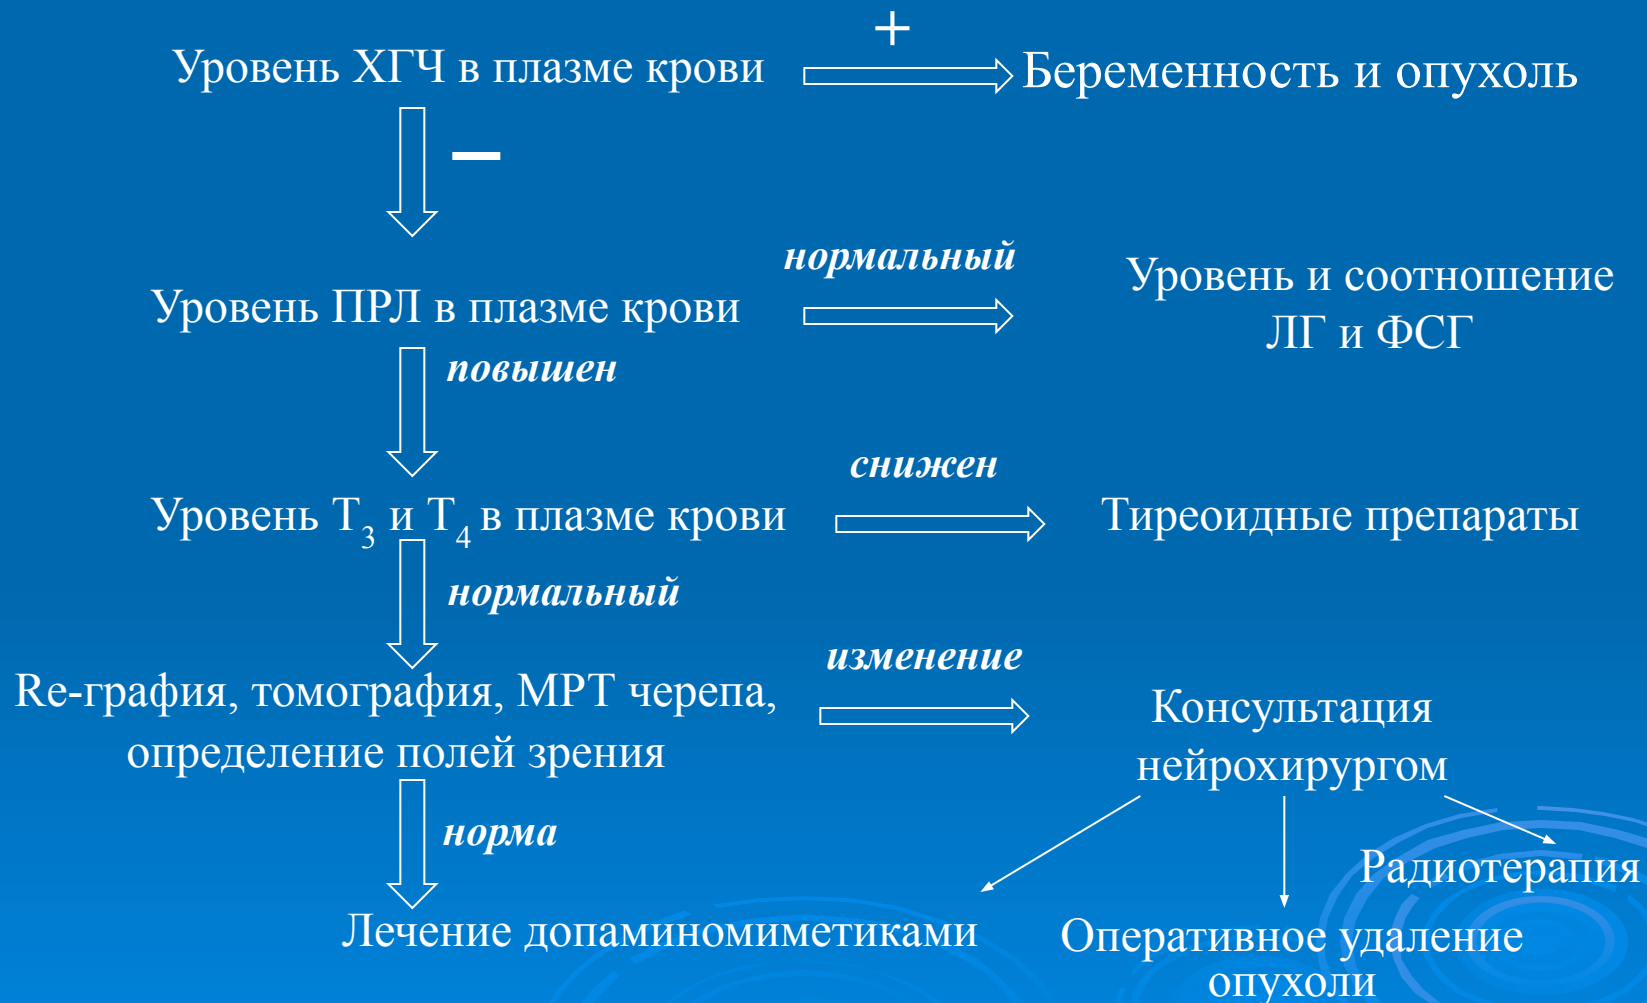 +
Уровень ХГЧ в плазме крови
Беременность и опухоль
–
нормальный
Уровень ПРЛ в плазме крови
Уровень и соотношение
ЛГ и ФСГ
повышен
снижен
Уровень Т3 и Т4 в плазме крови
Тиреоидные препараты
нормальный
изменение
Re-графия, томография, МРТ черепа,
определение полей зрения
Консультация
нейрохирургом
норма
Радиотерапия
Лечение допаминомиметиками
Оперативное удаление
опухоли